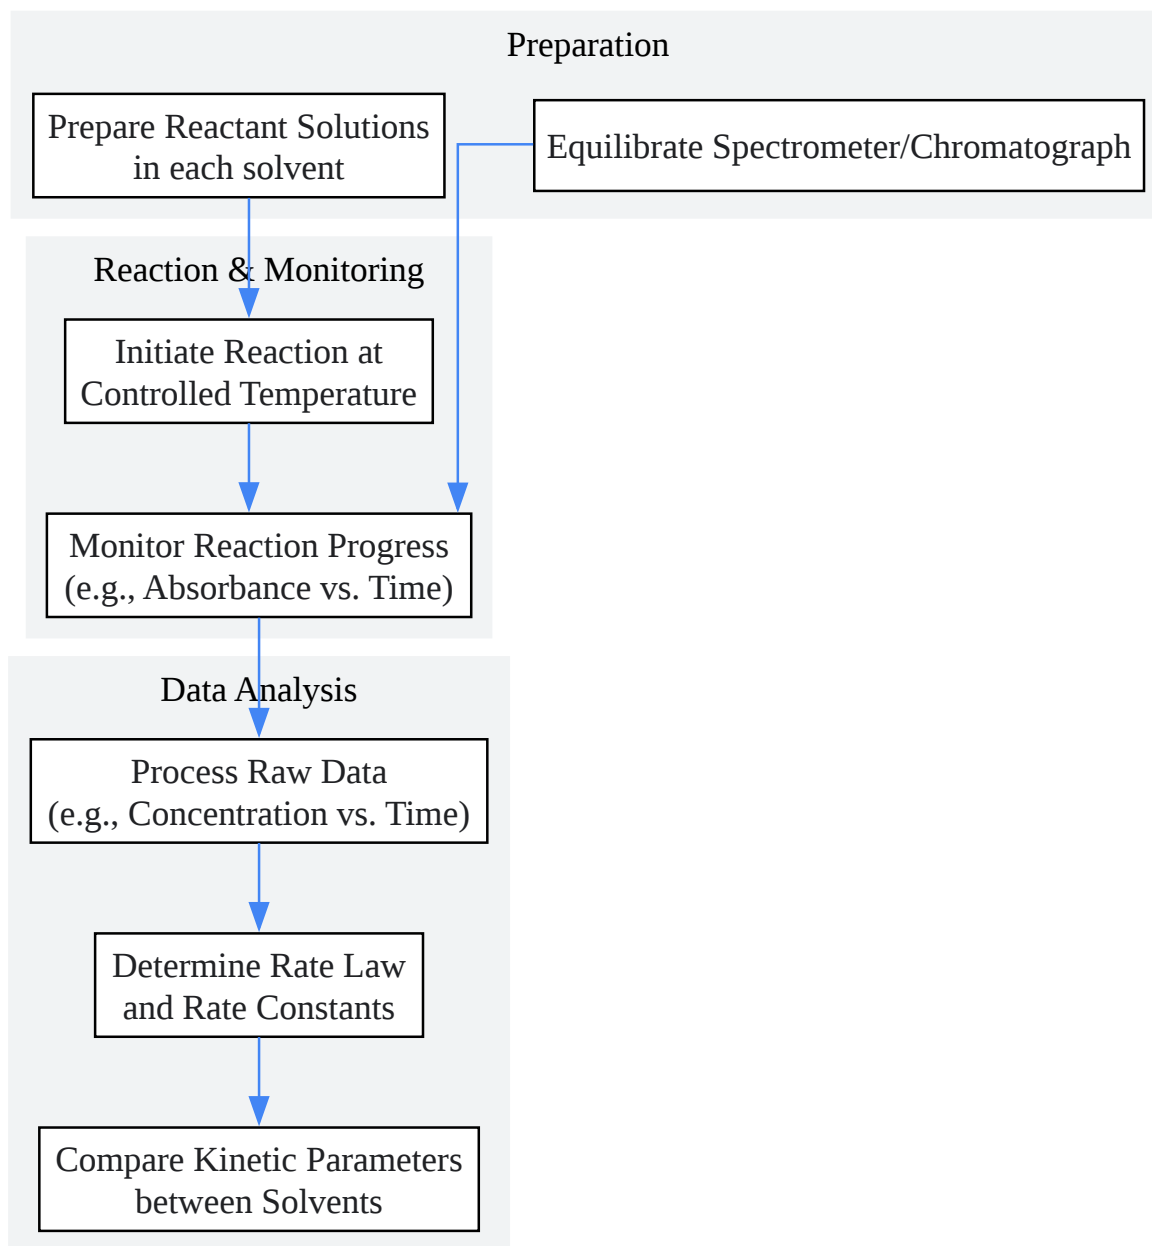 Preparation
Prepare Reactant Solutions
in each solvent
Equilibrate Spectrometer/Chromatograph
Reaction & Monitoring
Initiate Reaction at
Controlled Temperature
Monitor Reaction Progress
(e.g., Absorbance vs. Time)
Data Analysis
Process Raw Data
(e.g., Concentration vs. Time)
Determine Rate Law
and Rate Constants
Compare Kinetic Parameters
between Solvents